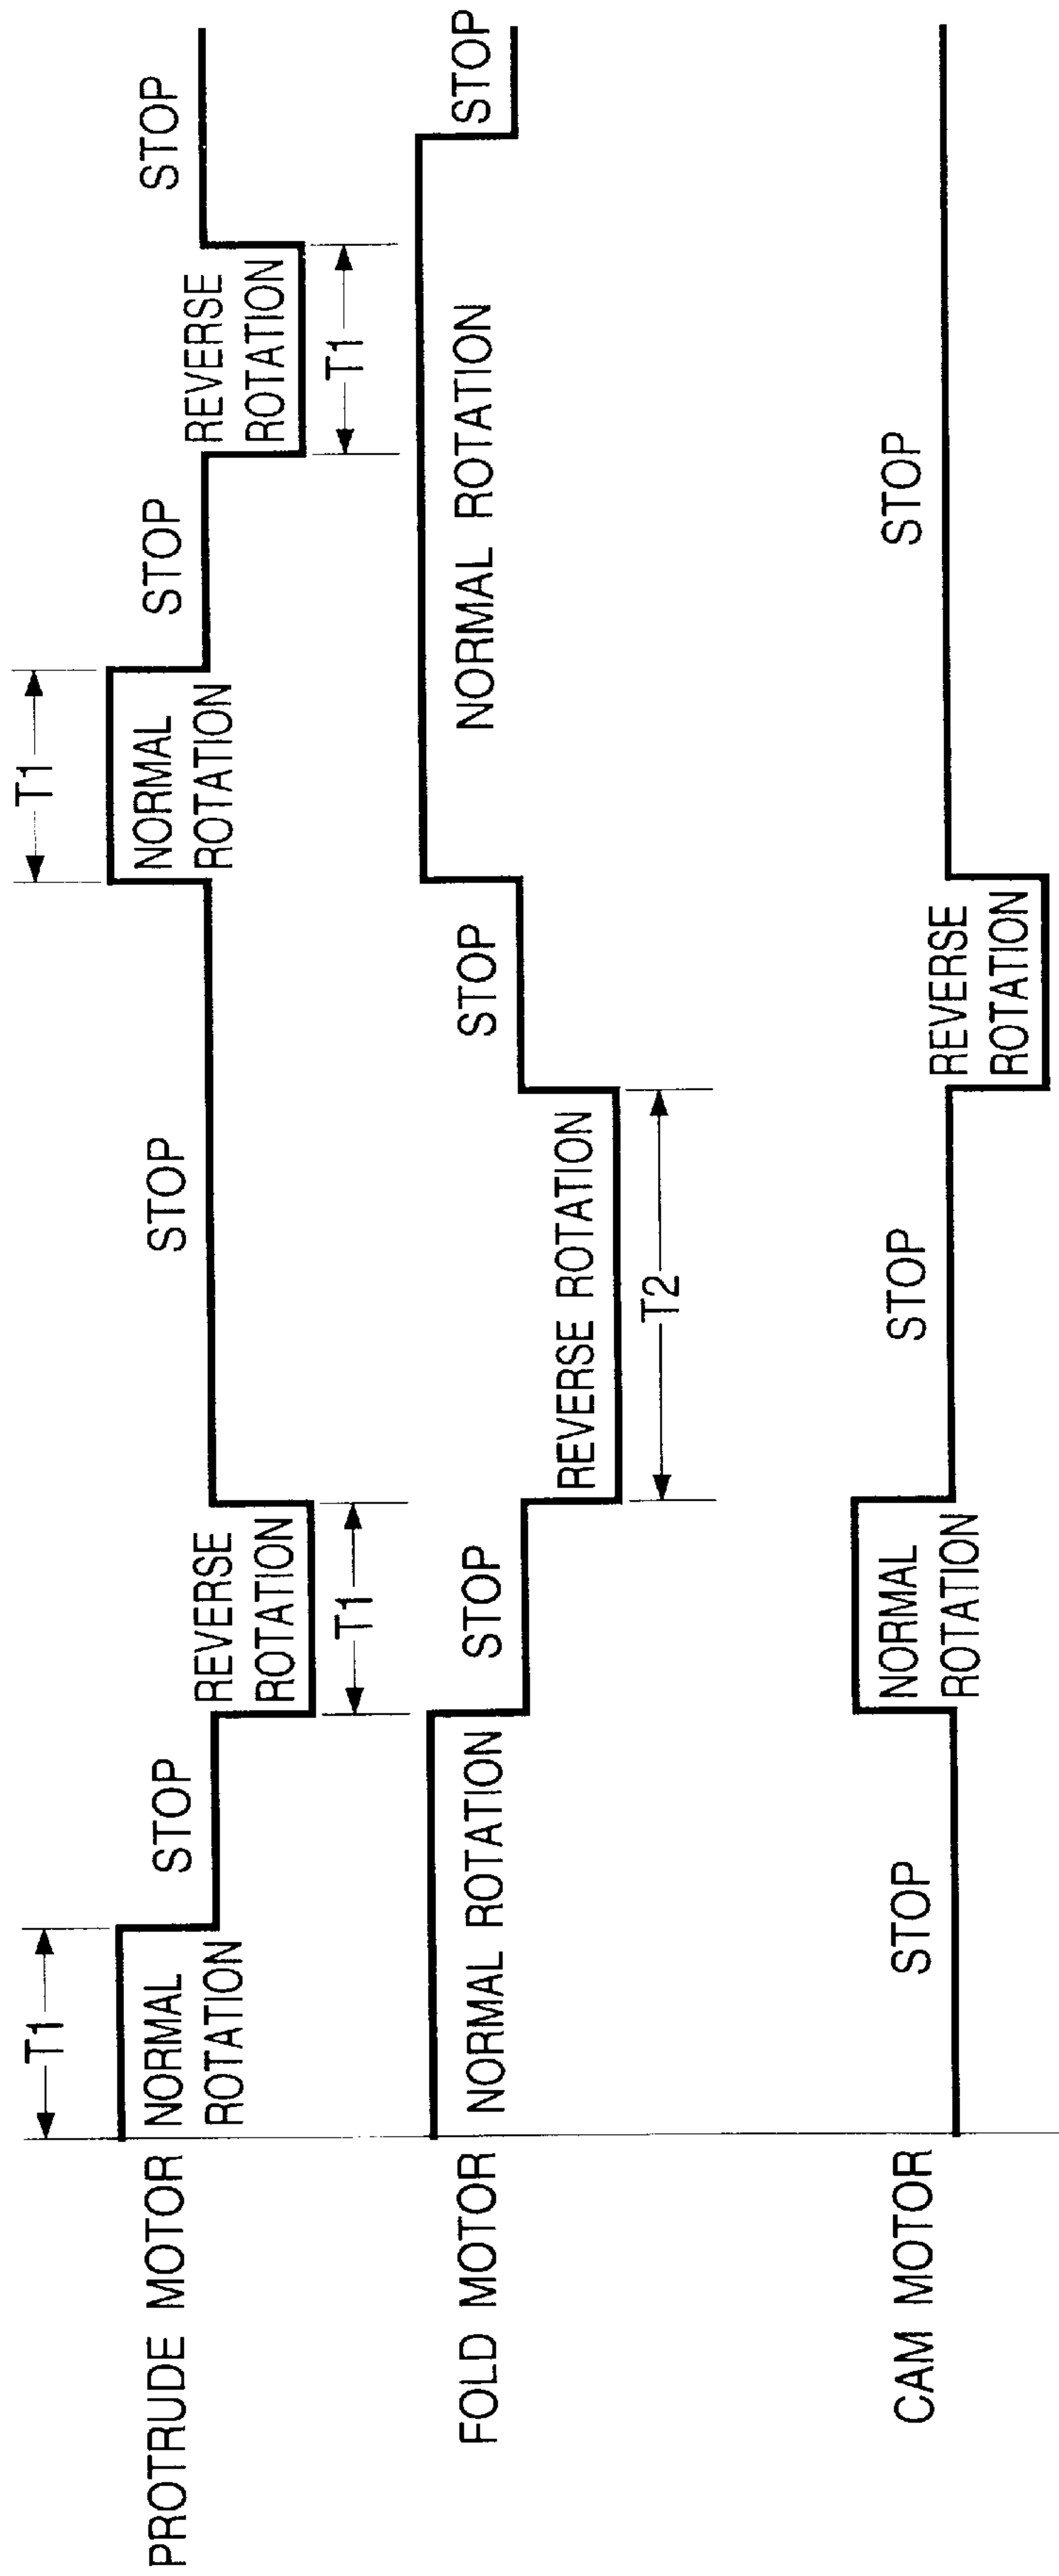 T1
T1
PROTRUDE MOTOR
NORMAL
ROTATION
STOP
REVERSE
ROTATION
STOP
NORMAL
ROTATION
STOP
REVERSE
ROTATION
STOP
T1
T1
FOLD MOTOR
NORMAL ROTATION
STOP
REVERSE ROTATION
STOP
NORMAL ROTATION
STOP
T2
CAM MOTOR
STOP
NORMAL
ROTATION
STOP
REVERSE
ROTATION
STOP